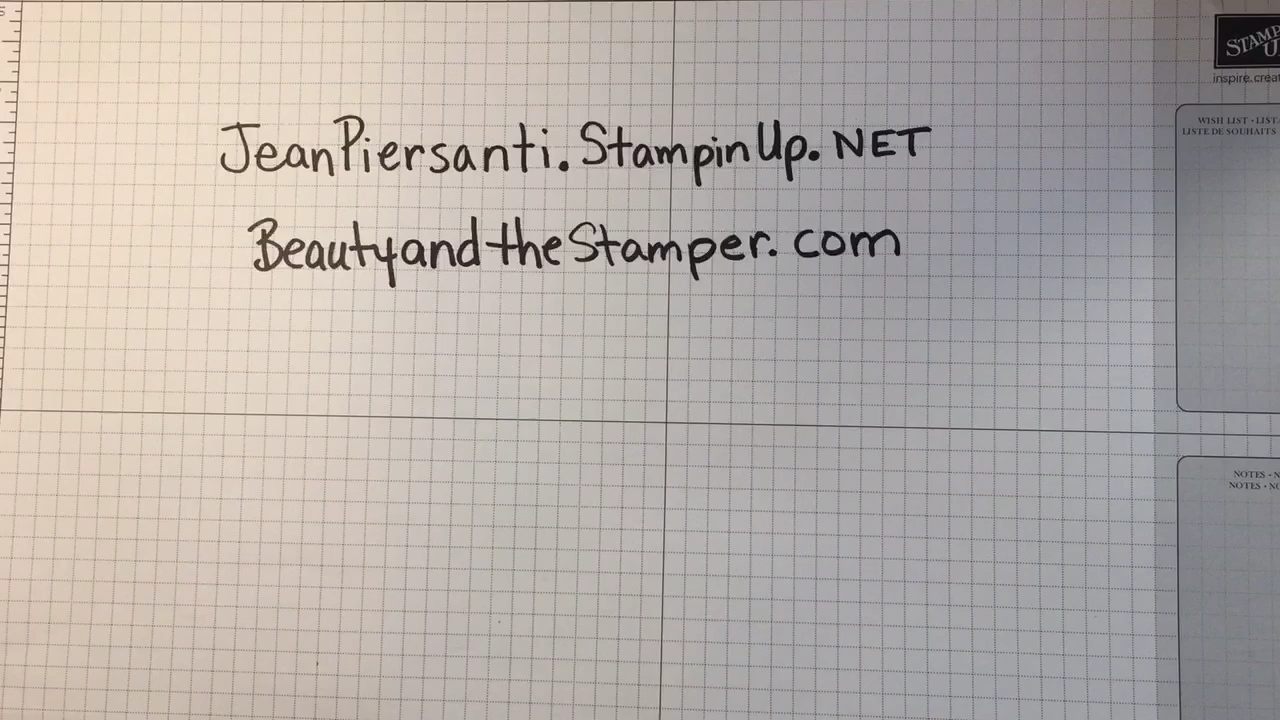 STAMP
inspire.creat
JeanPiersanti.StampinUp.NET
BeautyandtheStamper.com
WISH LIST • LIST
LISTE DE SOUHAITS
NOTES • N
NOTES • NO